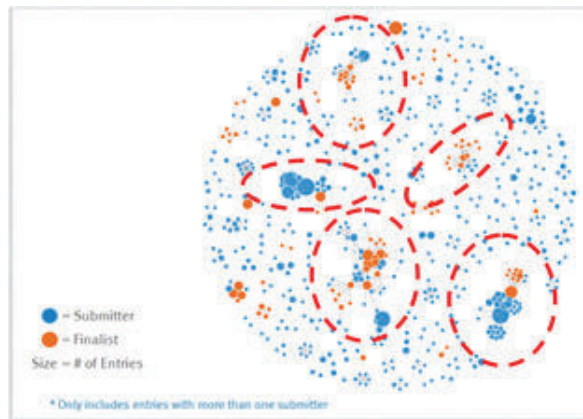 = Submitter
= Finalist
Size = # of Entries
* Only includes entries with more than one submitter